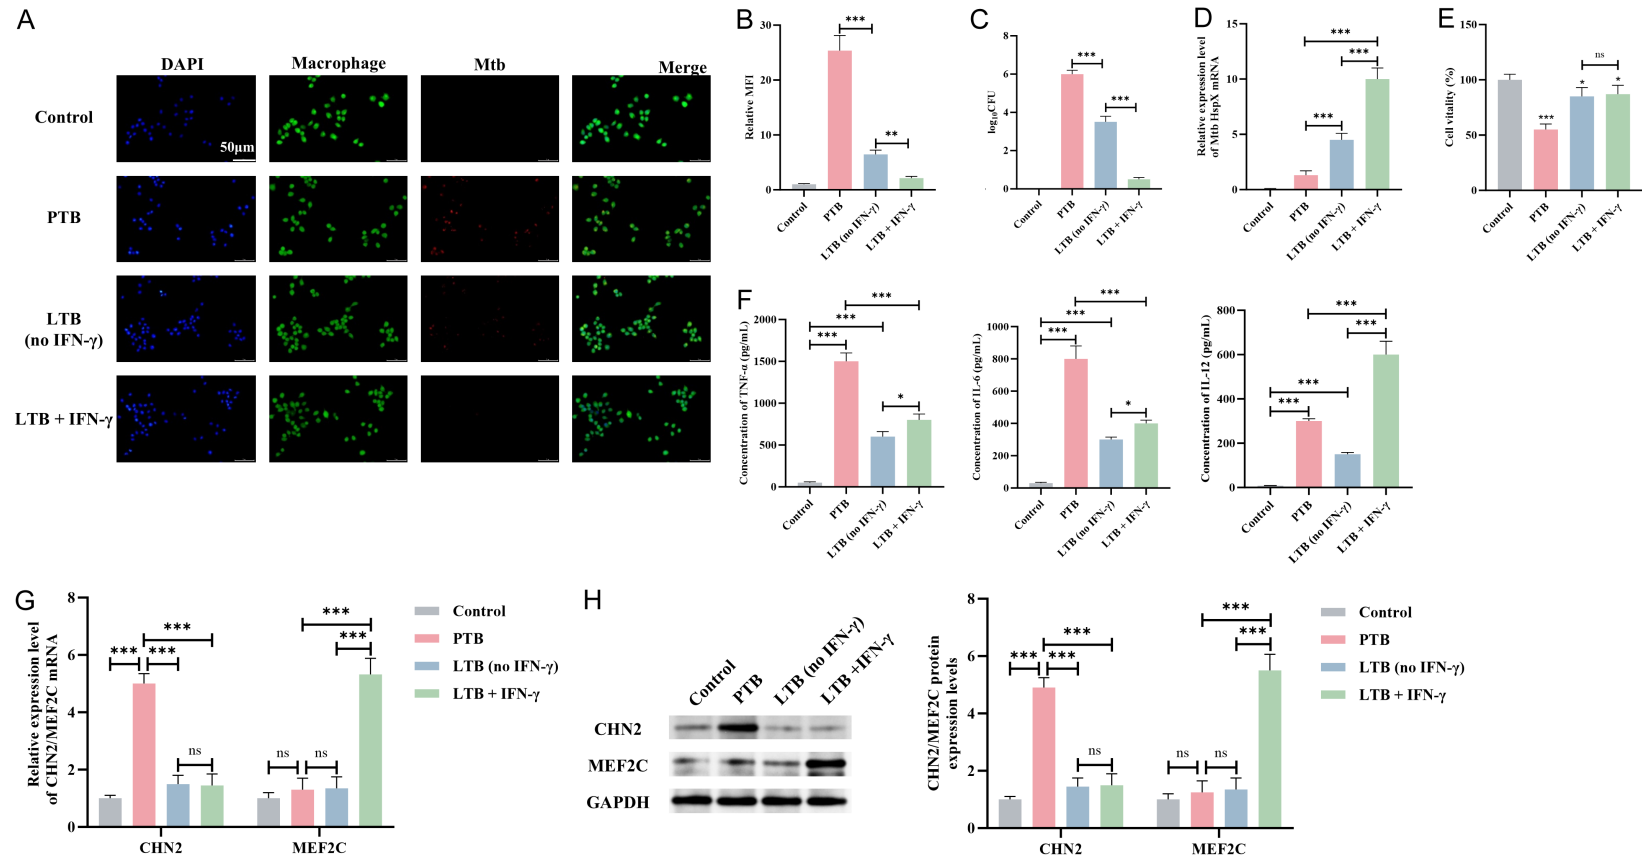 A
DAPI Macrophage Mtb Merge
Control
50μm
PTB
LTB
(no IFN-γ)
LTB + IFN-γ
B
Relative MFI
30
20
10
0
***
**
Control PTB LTB (no IFN-γ) LTB + IFN-γ
C
log10CFU
8
6
4
2
0
***
***
Control PTB LTB (no IFN-γ) LTB + IFN-γ
D
Relative expression level
of Mtb HspX mRNA
15
10
5
0
***
***
***
Control PTB LTB (no IFN-γ) LTB + IFN-γ
E
Cell vitality (%)
150
100
50
0
ns
***
*
*
Control PTB LTB (no IFN-γ) LTB + IFN-γ
F
Concentration of TNF-α (pg/mL)
2000
1500
1000
500
0
***
***
***
*
Control PTB LTB (no IFN-γ) LTB + IFN-γ
Concentration of IL-6 (pg/mL)
1000
800
600
400
200
0
***
***
***
*
Control PTB LTB (no IFN-γ) LTB + IFN-γ
Concentration of IL-12 (pg/mL)
800
600
400
200
0
***
***
***
***
Control PTB LTB (no IFN-γ) LTB + IFN-γ
G
Relative expression level
of CHN2/MEF2C mRNA
8
6
4
2
0
***
***
***
ns
ns
ns
***
***
CHN2 MEF2C
Control
PTB
LTB (no IFN-γ)
LTB + IFN-γ
H
Control PTB LTB (no IFN-γ) LTB +IFN-γ
CHN2
MEF2C
GAPDH
CHN2/MEF2C protein
expression levels
8
6
4
2
0
***
***
***
ns
ns
ns
***
***
CHN2 MEF2C
Control
PTB
LTB (no IFN-γ)
LTB + IFN-γ